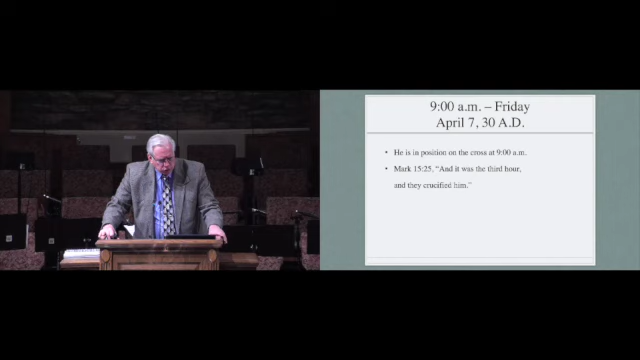 9:00 a.m. – Friday
April 7, 30 A.D.
• He is in position on the cross at 9:00 a.m.
• Mark 15:25, “And it was the third hour,
and they crucified him.”